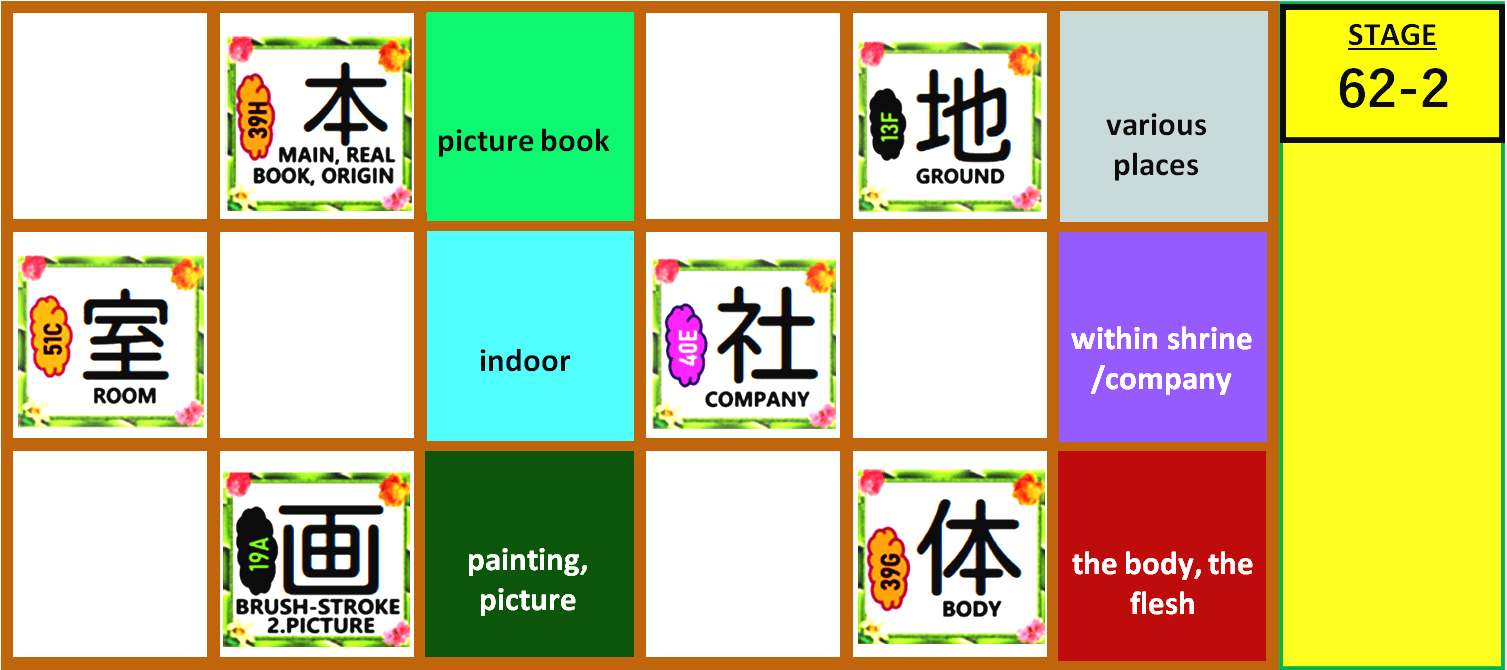 39H
本
MAIN, REAL
BOOK, ORIGIN
picture book
13F
地
GROUND
various
places
STAGE
62-2
51C
室
ROOM
indoor
40E
社
COMPANY
within shrine
/company
19A
画
BRUSH-STROKE
2.PICTURE
painting,
picture
39G
体
BODY
the body, the
flesh